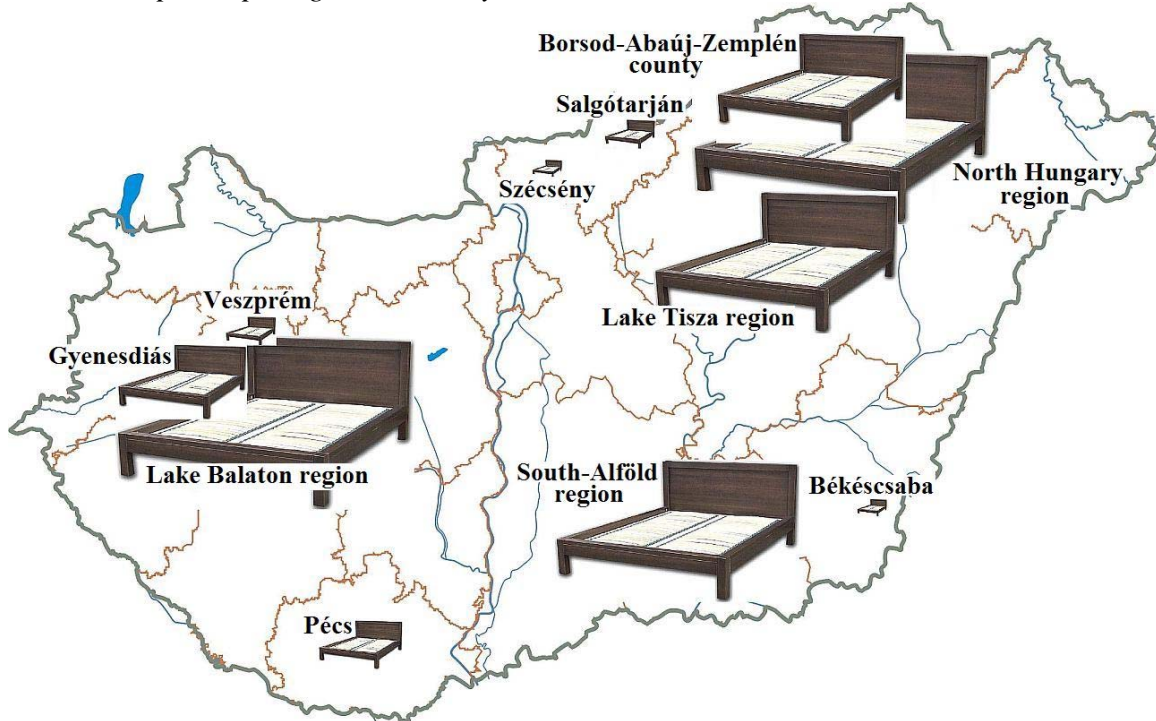 Borsod-Abaúj-Zemplén
county
Salgótarján
Szécsény
North Hungary
region
Lake Tisza region
Veszprém
Gyenesdiás
Lake Balaton region
South-Alföld
region
Békéscsaba
Pécs